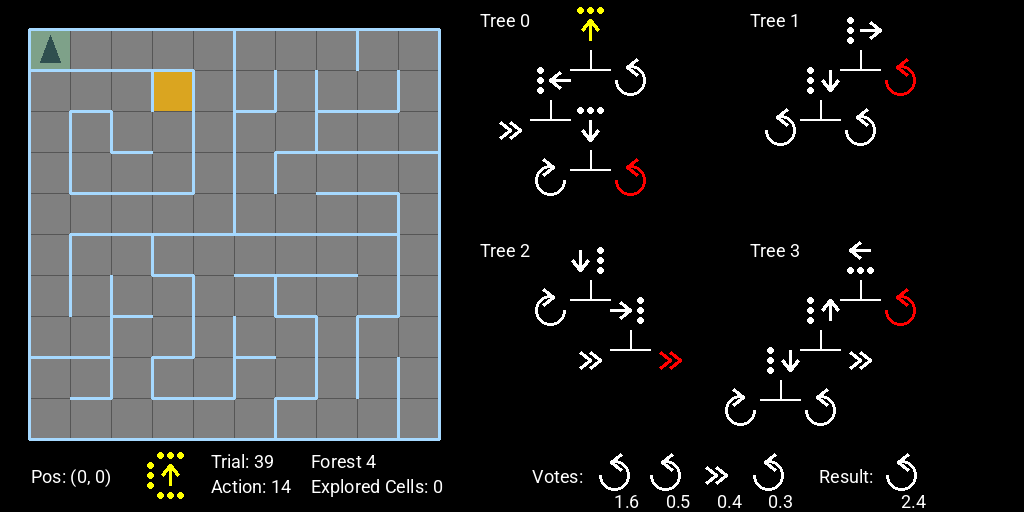 Tree 0
Tree 1
Tree 2
Tree 3
Pos: (0, 0)
Trial: 39
Forest 4
Action: 14
Explored Cells: 0
Votes:
1.6
0.5
0.4
0.3
Result:
2.4